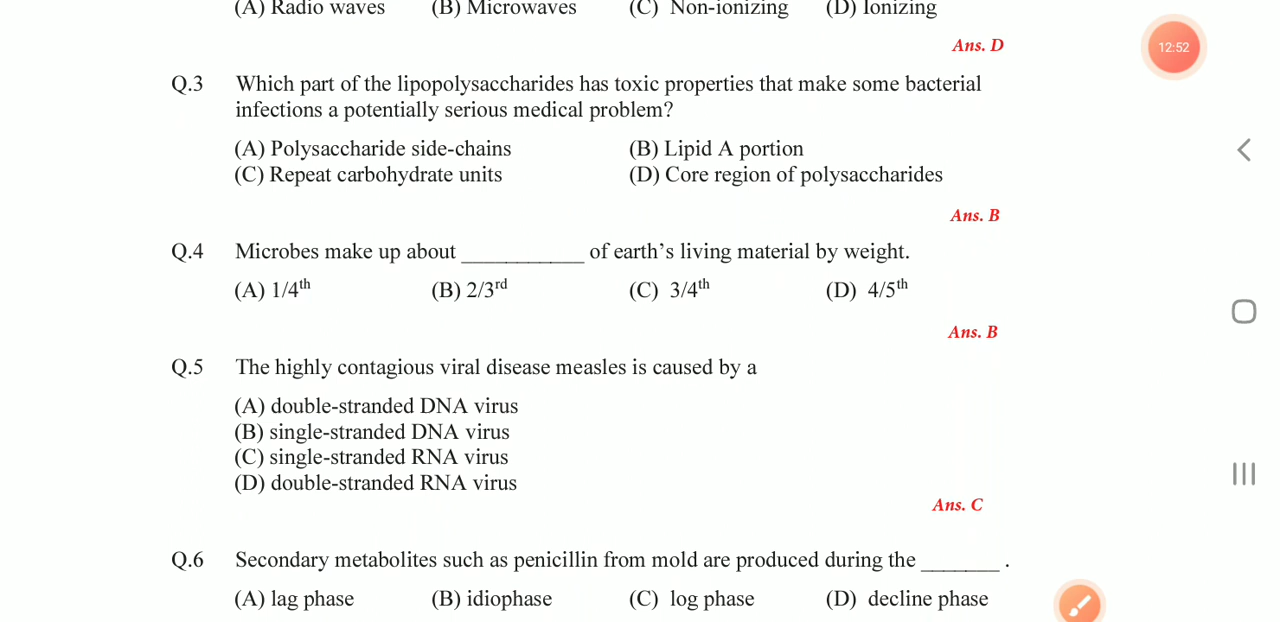 (A) Radio waves (B) Microwaves (C) Non-ionizing (D) Ionizing
Ans. D
12:52
Q.3 Which part of the lipopolysaccharides has toxic properties that make some bacterial
infections a potentially serious medical problem?
(A) Polysaccharide side-chains (B) Lipid A portion
(C) Repeat carbohydrate units (D) Core region of polysaccharides
Ans. B
Q.4 Microbes make up about ___________ of earth’s living material by weight.
(A) 1/4th (B) 2/3rd (C) 3/4th (D) 4/5th
Ans. B
Q.5 The highly contagious viral disease measles is caused by a
(A) double-stranded DNA virus
(B) single-stranded DNA virus
(C) single-stranded RNA virus
(D) double-stranded RNA virus
Ans. C
Q.6 Secondary metabolites such as penicillin from mold are produced during the _______ .
(A) lag phase (B) idiophase (C) log phase (D) decline phase